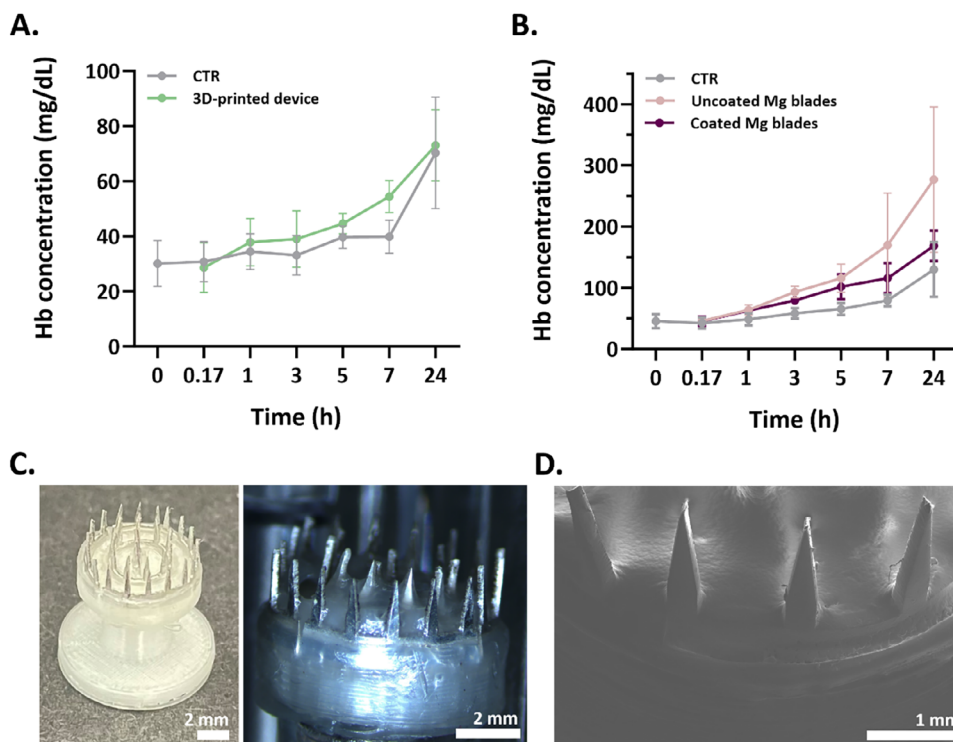 A.
Hb concentration (mg/dL)
100
80
60
40
20
0
CTR
3D-printed device
0 0.17 1 3 5 7 24
Time (h)
B.
Hb concentration (mg/dL)
400
300
200
100
0
CTR
Uncoated Mg blades
Coated Mg blades
0 0.17 1 3 5 7 24
Time (h)
C.
2 mm
2 mm
D.
1 mm